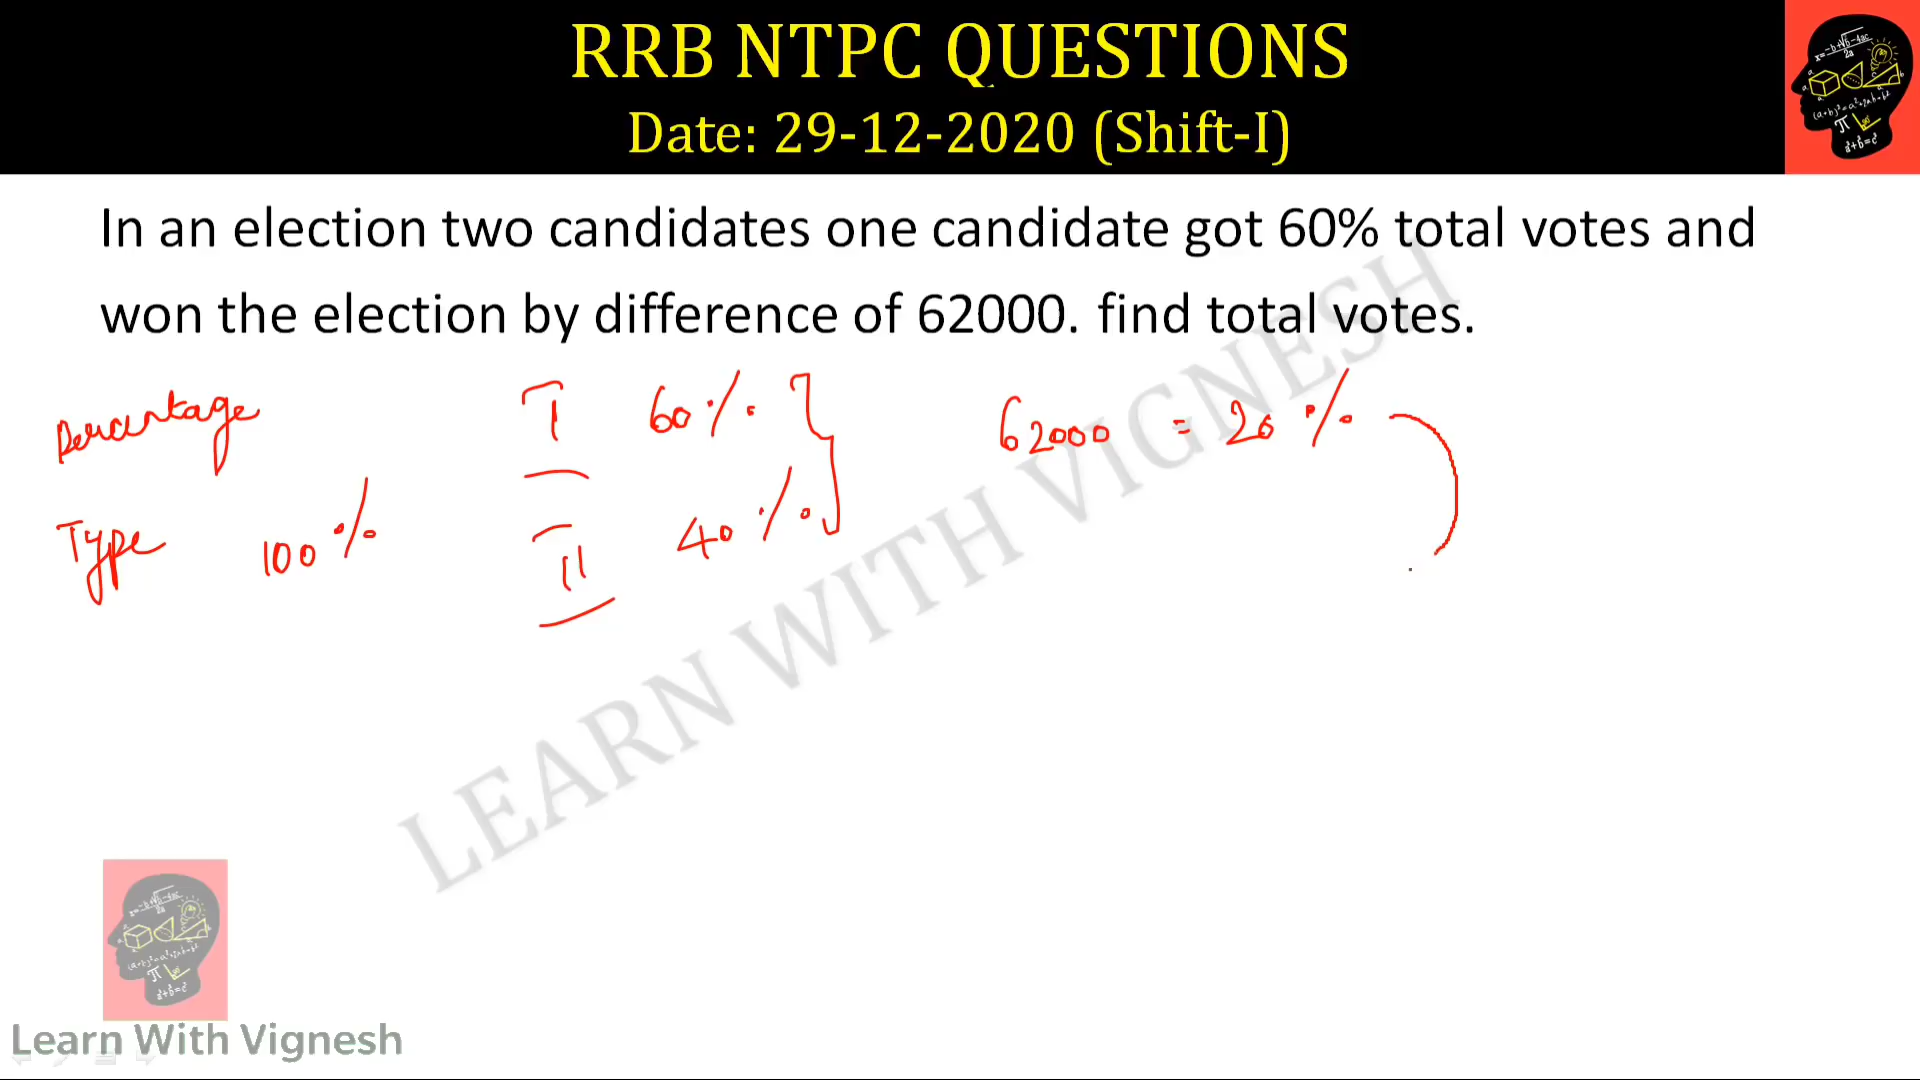 RRB NTPC QUESTIONS
Date: 29-12-2020 (Shift-I)
In an election two candidates one candidate got 60% total votes and
won the election by difference of 62000. find total votes.
Percentage I 60% 62000 = 20%
Type 100% II 40%
LEARN WITH VIGNESH
Learn With Vignesh